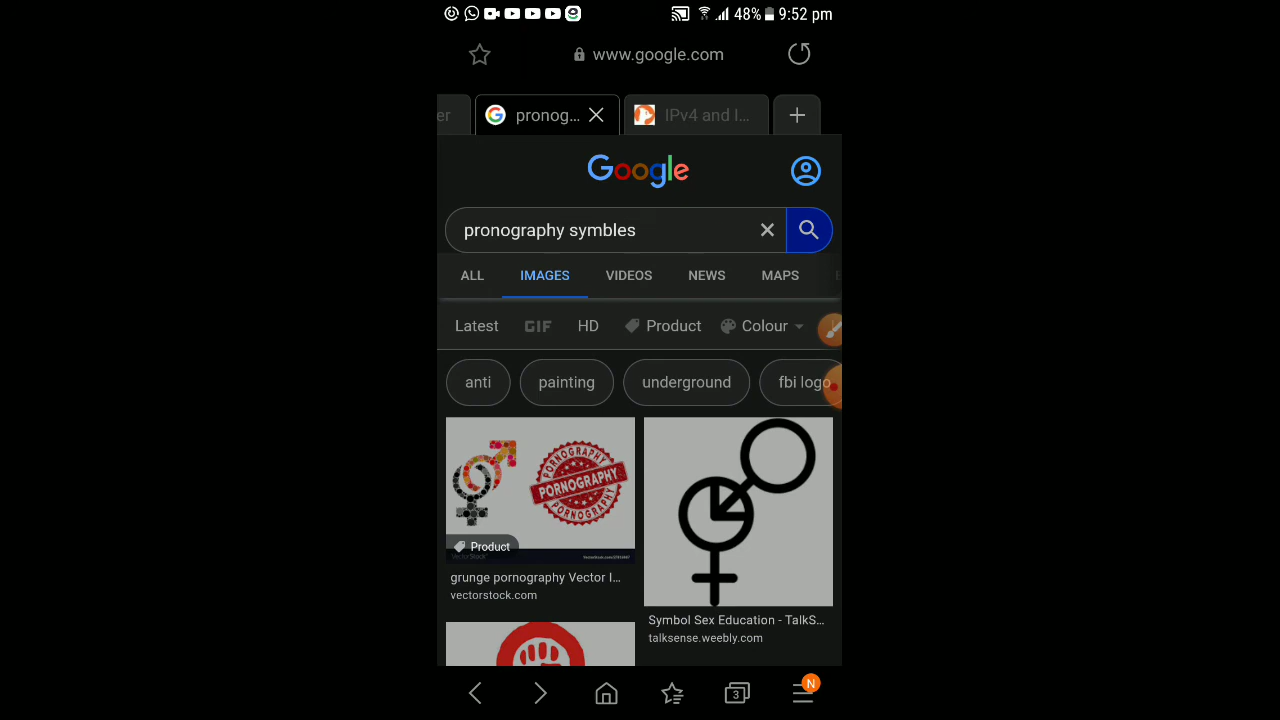 48% 9:52 pm
www.google.com
er
pronog...
IPv4 and I...
Google
pronography symbles
ALL IMAGES VIDEOS NEWS MAPS
Latest GIF HD Product Colour
anti painting underground fbi logo
PORNOGRAPHY
PORNOGRAPHY
PORNOGRAPHY
Product
VectorStock
grunge pornography Vector I...
vectorstock.com
Symbol Sex Education - TalkS...
talksense.weebly.com
3
N